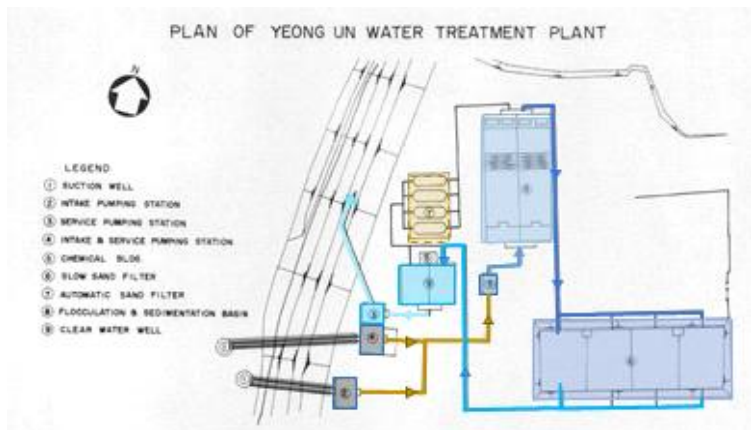 PLAN OF YEONG UN WATER TREATMENT PLANT
N
LEGEND
① SUCTION WELL
② INTAKE PUMPING STATION
③ SERVICE PUMPING STATION
④ INTAKE & SERVICE PUMPING STATION
⑤ CHEMICAL BLDG.
⑥ SLOW SAND FILTER
⑦ AUTOMATIC SAND FILTER
⑧ FLOCCULATION & SEDIMENTATION BASIN
⑨ CLEAR WATER WELL